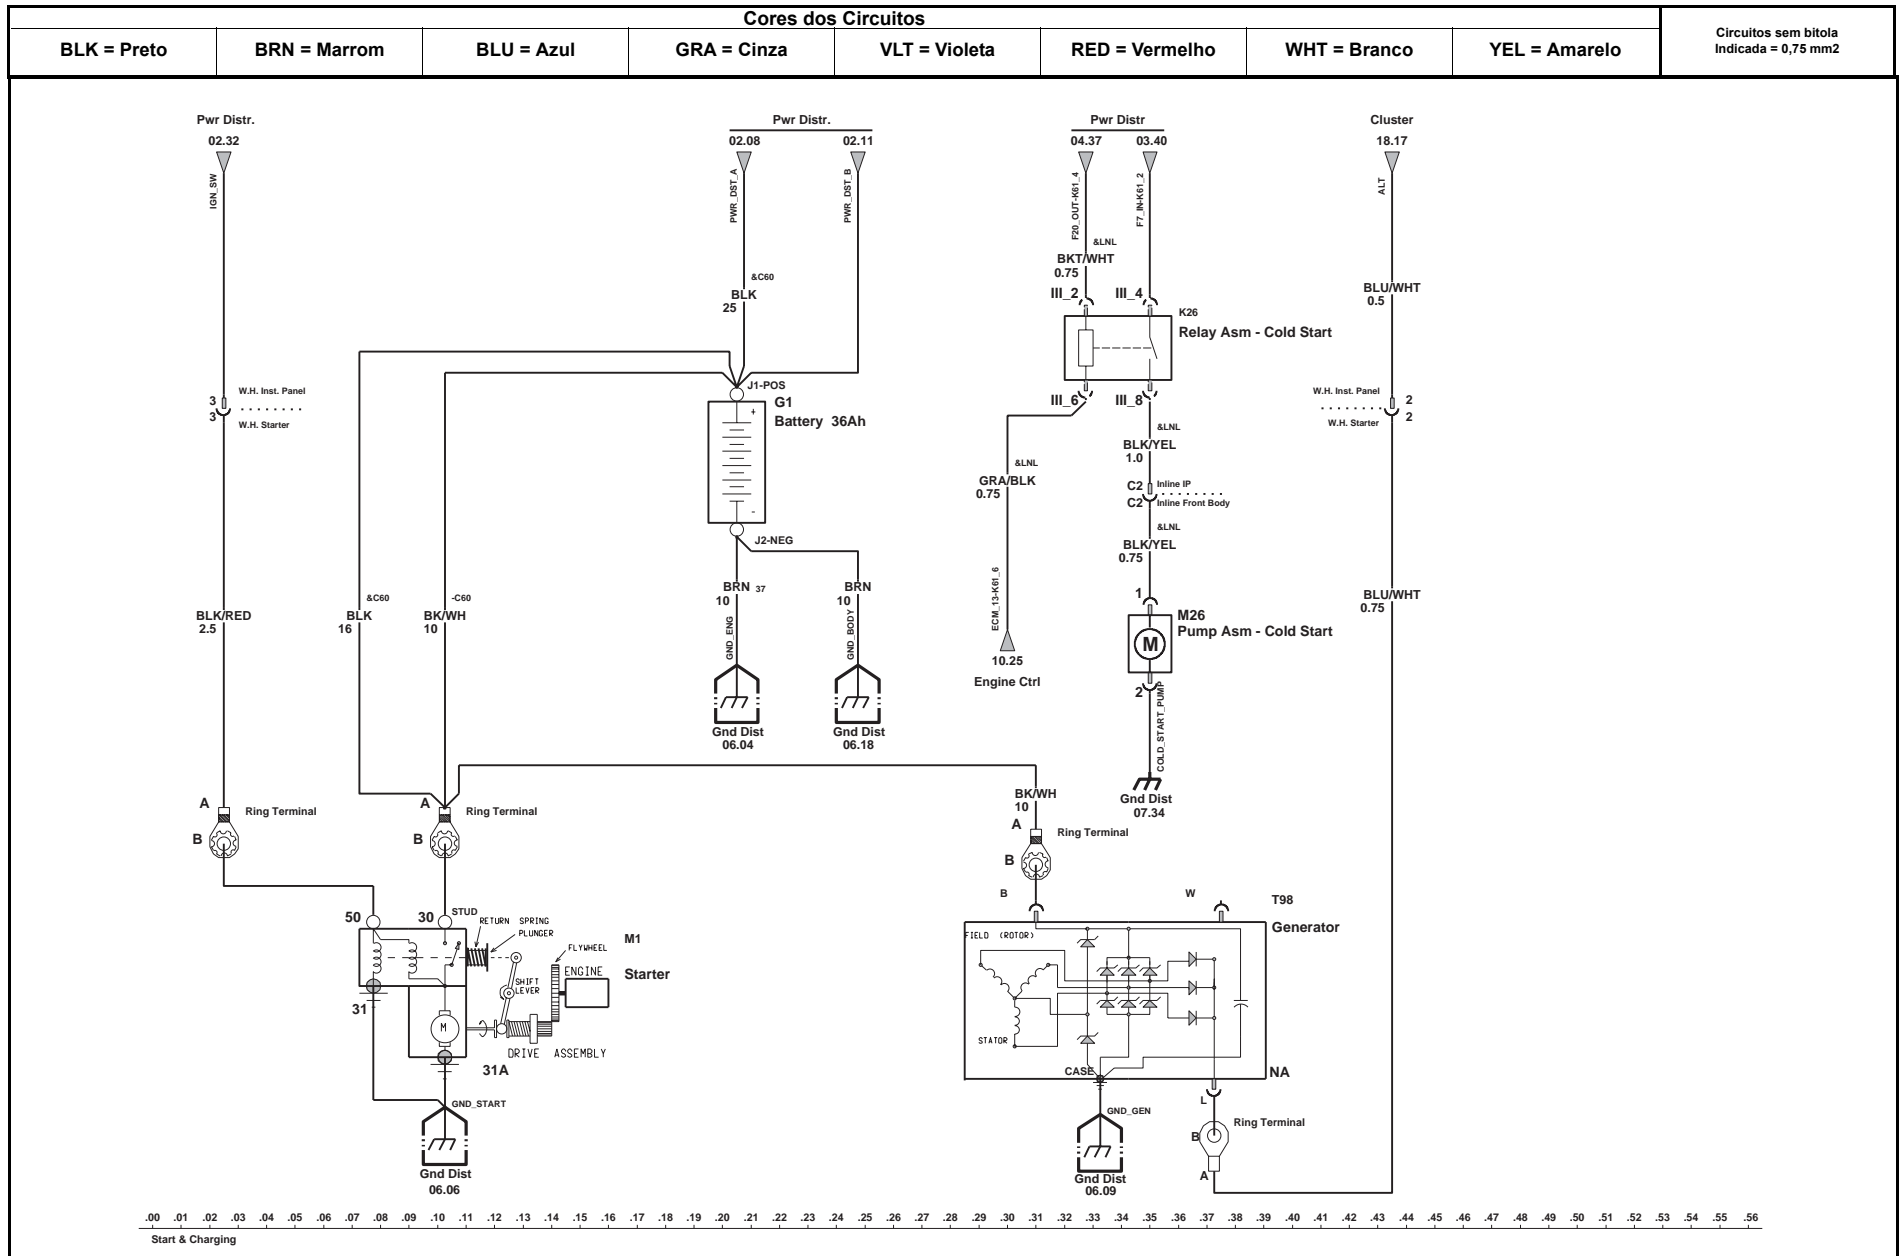 Cores dos Circuitos
BLK = Preto
BRN = Marrom
BLU = Azul
GRA = Cinza
VLT = Violeta
RED = Vermelho
WHT = Branco
YEL = Amarelo
Circuitos sem bitola
Indicada = 0,75 mm2
Pwr Distr.
02.32
IGN_SW
Pwr Distr.
02.08
02.11
PWR_DST_A
PWR_DST_B
Pwr Distr
04.37
03.40
F20_OUT-K61_4
F7_IN-K61_2
Cluster
18.17
ALT
&LNL
BKT/WHT
0.75
&C60
BLK
25
BLU/WHT
0.5
III_2
III_4
K26
Relay Asm - Cold Start
III_6
III_8
J1-POS
G1
Battery 36Ah
+
-
J2-NEG
3
W.H. Inst. Panel
3
W.H. Starter
W.H. Inst. Panel
2
W.H. Starter
2
&LNL
BLK/YEL
1.0
&LNL
GRA/BLK
0.75
C2
Inline IP
C2
Inline Front Body
&LNL
BLK/YEL
0.75
BLK/RED
2.5
&C60
BLK
16
-C60
BK/WH
10
BRN 37
10
GND_ENG
BRN
10
GND_BODY
ECM_13-K61_6
10.25
Engine Ctrl
1
M26
Pump Asm - Cold Start
M
2
COLD_START_PUMP
BLU/WHT
0.75
Gnd Dist
06.04
Gnd Dist
06.18
Gnd Dist
07.34
A
Ring Terminal
B
A
Ring Terminal
B
BK/WH
10
A
Ring Terminal
B
B
W
T98
Generator
50
30
STUD
RETURN SPRING
PLUNGER
FLYWHEEL
M1
Starter
ENGINE
SHIFT
LEVER
31
M
DRIVE ASSEMBLY
31A
GND_START
Gnd Dist
06.06
FIELD (ROTOR)
STATOR
CASE
NA
GND_GEN
Gnd Dist
06.09
L
Ring Terminal
B
A
.00 .01 .02 .03 .04 .05 .06 .07 .08 .09 .10 .11 .12 .13 .14 .15 .16 .17 .18 .19 .20 .21 .22 .23 .24 .25 .26 .27 .28 .29 .30 .31 .32 .33 .34 .35 .36 .37 .38 .39 .40 .41 .42 .43 .44 .45 .46 .47 .48 .49 .50 .51 .52 .53 .54 .55 .56
Start & Charging